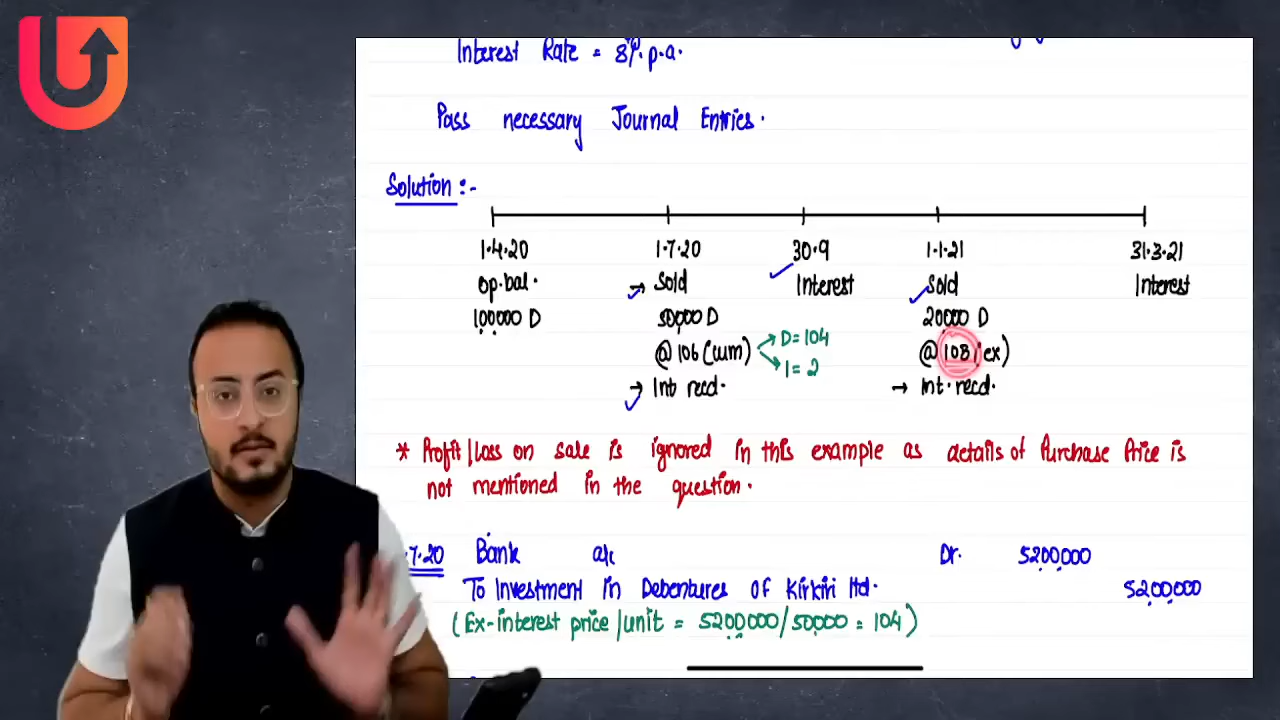 Interest Rate = 8% p.a.
Pass necessary Journal Entries.
Solution :-
1.4.20 1.7.20 30.9 1.1.21 31.3.21
Op. bal. → Sold Interest Sold Interest
100000 D 50000 D 20000 D
@ 106 (cum) → D = 104 @ 108 (ex)
→ I = 2
→ Int recd. → Int. recd.
* Profit/loss on sale is ignored in this example as details of Purchase Price is
not mentioned in the question.
.7.20 Bank a/c Dr. 5200000
To Investment in Debentures of Kirkiri ltd. 5200000
(Ex-interest price/unit = 5200000/50000 = 104)